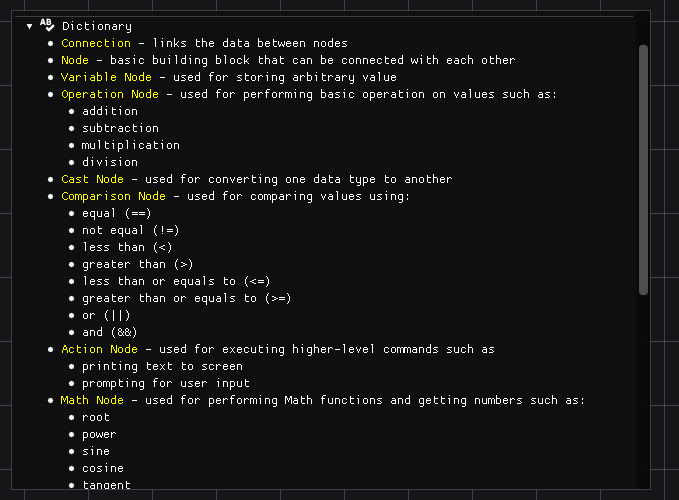 Dictionary
Connection - links the data between nodes
Node - basic building block that can be connected with each other
Variable Node - used for storing arbitrary value
Operation Node - used for performing basic operation on values such as:
addition
subtraction
multiplication
division
Cast Node - used for converting one data type to another
Comparison Node - used for comparing values using:
equal (==)
not equal (!=)
less than (<)
greater than (>)
less than or equals to (<=)
greater than or equals to (>=)
or (||)
and (&&)
Action Node - used for executing higher-level commands such as
printing text to screen
prompting for user input
Math Node - used for performing Math functions and getting numbers such as:
root
power
sine
cosine
tangent